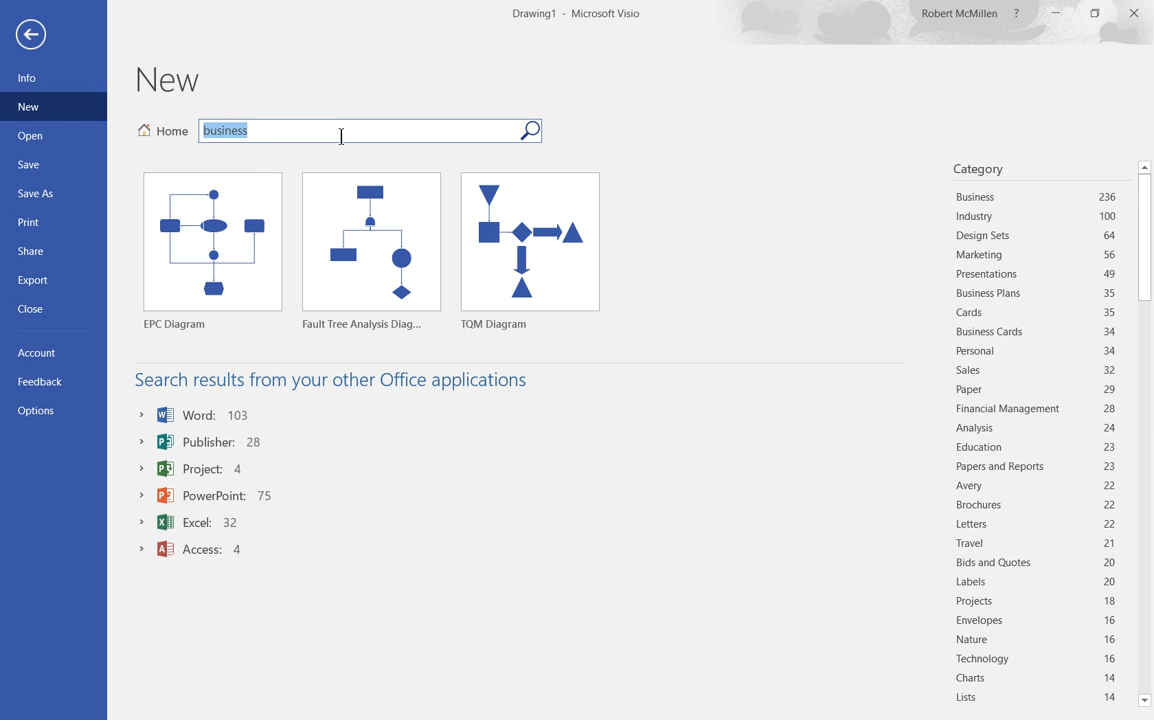 Drawing1 - Microsoft Visio
Robert McMillen ?
Info
New
Open
Save
Save As
Print
Share
Export
Close
Account
Feedback
Options
New
Home
business
EPC Diagram
Fault Tree Analysis Diag...
TQM Diagram
Search results from your other Office applications
Word: 103
Publisher: 28
Project: 4
PowerPoint: 75
Excel: 32
Access: 4
Category
Business 236
Industry 100
Design Sets 64
Marketing 56
Presentations 49
Business Plans 35
Cards 35
Business Cards 34
Personal 34
Sales 32
Paper 29
Financial Management 28
Analysis 24
Education 23
Papers and Reports 23
Avery 22
Brochures 22
Letters 22
Travel 21
Bids and Quotes 20
Labels 20
Projects 18
Envelopes 16
Nature 16
Technology 16
Charts 14
Lists 14